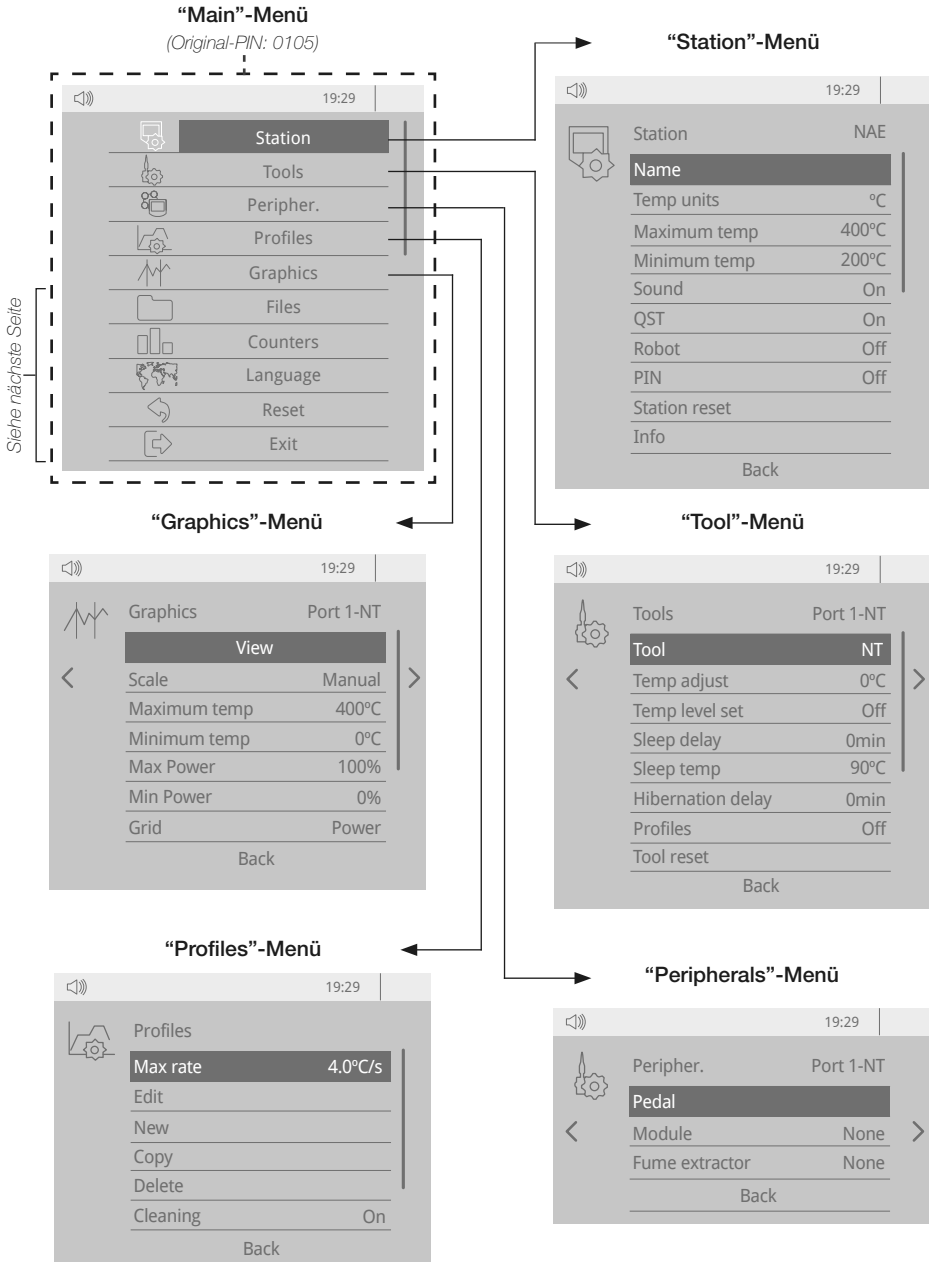 “Main”-Menü
(Original-PIN: 0105)
19:29
Station
Tools
Peripher.
Profiles
Graphics
Files
Counters
Language
Reset
Exit
Siehe nächste Seite
“Station”-Menü
19:29
Station NAE
Name
Temp units ºC
Maximum temp 400ºC
Minimum temp 200ºC
Sound On
QST On
Robot Off
PIN Off
Station reset
Info
Back
“Graphics”-Menü
19:29
Graphics Port 1-NT
View
Scale Manual
Maximum temp 400ºC
Minimum temp 0ºC
Max Power 100%
Min Power 0%
Grid Power
Back
“Tool”-Menü
19:29
Tools Port 1-NT
Tool NT
Temp adjust 0ºC
Temp level set Off
Sleep delay 0min
Sleep temp 90ºC
Hibernation delay 0min
Profiles Off
Tool reset
Back
“Profiles”-Menü
19:29
Profiles
Max rate 4.0ºC/s
Edit
New
Copy
Delete
Cleaning On
Back
“Peripherals”-Menü
19:29
Peripher. Port 1-NT
Pedal
Module None
Fume extractor None
Back